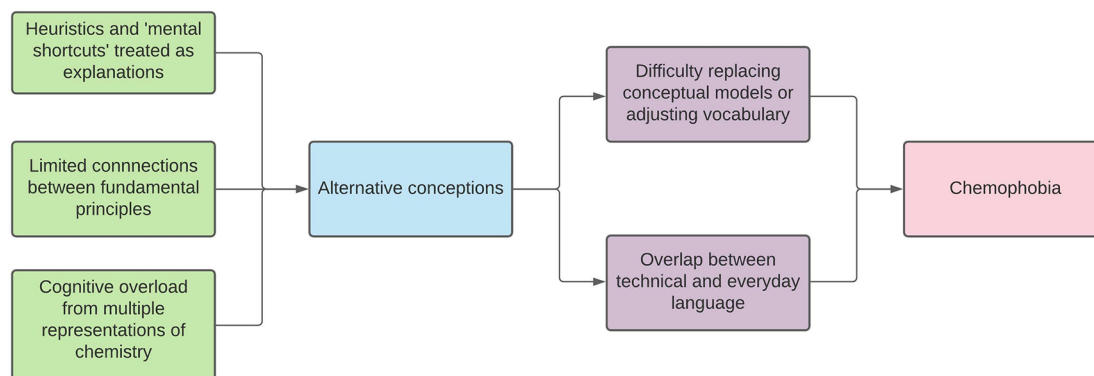 Heuristics and 'mental
shortcuts' treated as
explanations
Limited connnections
between fundamental
principles
Cognitive overload
from multiple
representations of
chemistry
Alternative conceptions
Difficulty replacing
conceptual models or
adjusting vocabulary
Overlap between
technical and everyday
language
Chemophobia